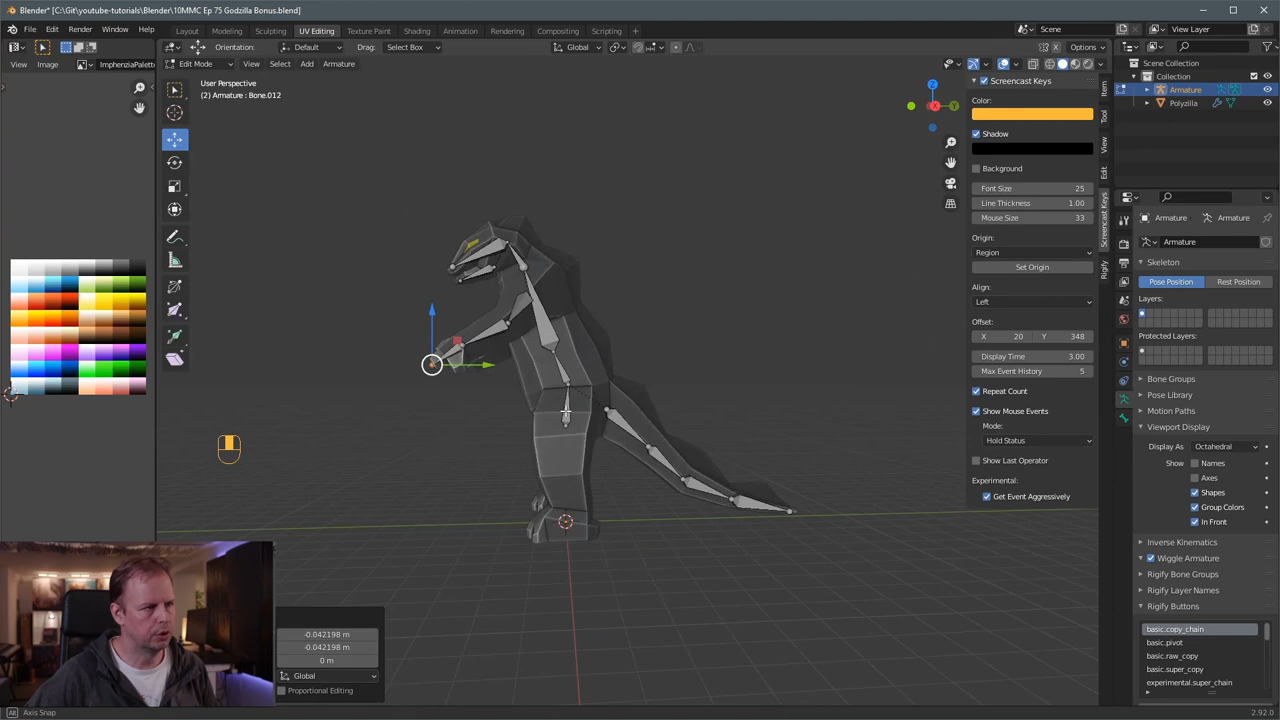 Blender* [C:\Git\youtube-tutorials\Blender\10MMC Ep 75 Godzilla Bonus.blend]
File Edit Render Window Help Layout Modeling Sculpting UV Editing Texture Paint Shading Animation Rendering Compositing Scripting Scene View Layer
Orientation: Default Drag: Select Box Global Options
View Image ImphenziaPalette
Edit Mode View Select Add Armature
User Perspective
(2) Armature : Bone.012
Screencast Keys
Color:
Shadow
Background
Font Size 25
Line Thickness 1.00
Mouse Size 33
Origin:
Region
Set Origin
Align:
Left
Offset:
X 20 Y 348
Display Time 3.00
Max Event History 5
Repeat Count
Show Mouse Events
Mode:
Hold Status
Show Last Operator
Experimental:
Get Event Aggressively
Item
Tool
View
Edit
Screencast Keys
Rigify
Scene Collection
Collection
Armature
Polyzilla
Armature Armature
Armature
Skeleton
Pose Position Rest Position
Layers:
Protected Layers:
Bone Groups
Pose Library
Motion Paths
Viewport Display
Display As Octahedral
Show Names
Axes
Shapes
Group Colors
In Front
Inverse Kinematics
Wiggle Armature
Rigify Bone Groups
Rigify Layer Names
Rigify Buttons
basic.copy_chain
basic.pivot
basic.raw_copy
basic.super_copy
experimental.super_chain
-0.042198 m
-0.042198 m
0 m
Global
Proportional Editing
Alt Axis Snap
2.92.0